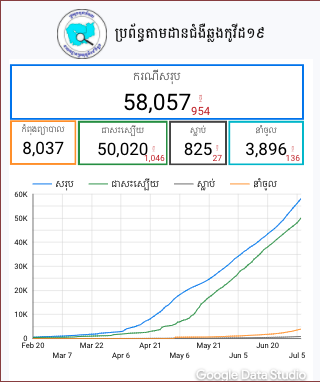 ប្រព័ន្ធតាមដានជំងឺឆ្លងកូវីដ១៩
ករណីសរុប
58,057 954
កំពុងព្យាបាល ជាសះស្បើយ ស្លាប់ នាំចូល
8,037 50,020 1,046 825 27 3,896 136
សរុប ជាសះស្បើយ ស្លាប់ នាំចូល
60K
50K
40K
30K
20K
10K
0
Feb 20 Mar 22 Apr 21 May 21 Jun 20
Mar 7 Apr 6 May 6 Jun 5 Jul 5
Google Data Studio